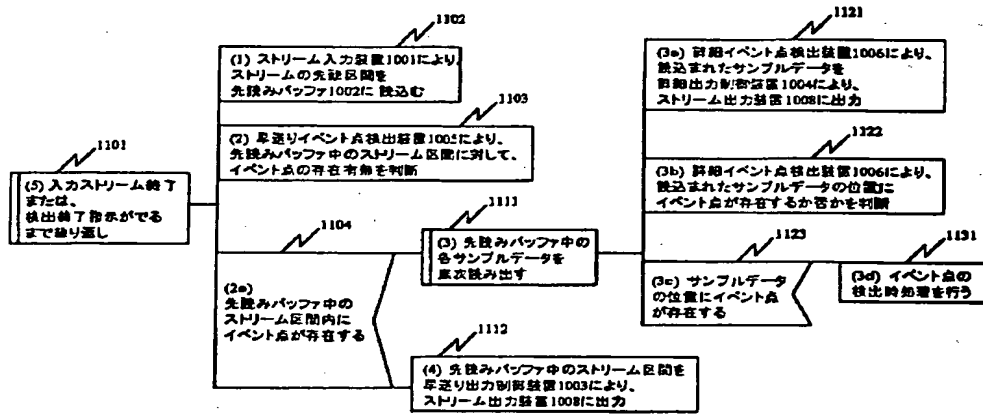 1101
(5) 入力ストリーム終了
または、
検出終了指示がでる
まで繰り返し
1102
(1) ストリーム入力装置1001により、
ストリームの先読区間を
先読みバッファ1002に読込む
1103
(2) 早送りイベント点検出装置1005により、
先読みバッファ中のストリーム区間に対して、
イベント点の存在有無を判断
1104
(2a)
先読みバッファ中の
ストリーム区間内に
イベント点が存在する
1111
(3) 先読みバッファ中の
各サンプルデータを
順次読み出す
1112
(4) 先読みバッファ中のストリーム区間を
早送り出力制御装置1003により、
ストリーム出力装置1008に出力
1121
(3a) 詳細イベント点検出装置1006により、
読込まれたサンプルデータを
詳細出力制御装置1004により、
ストリーム出力装置1008に出力
1122
(3b) 詳細イベント点検出装置1006により、
読込まれたサンプルデータの位置に
イベント点が存在するか否かを判断
1123
(3c) サンプルデータ
の位置にイベント点
が存在する
1131
(3d) イベント点の
検出時処理を行う